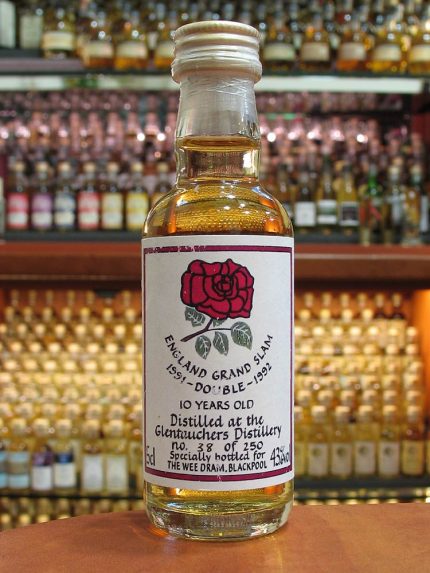 ENGLAND GRAND SLAM
1991-DOUBLE-1992
10 YEARS OLD
Distilled at the
Glentauchers Distillery
no. 38 of 250
5cl Specially bottled for 43%vol
THE WEE DRAM, BLACKPOOL